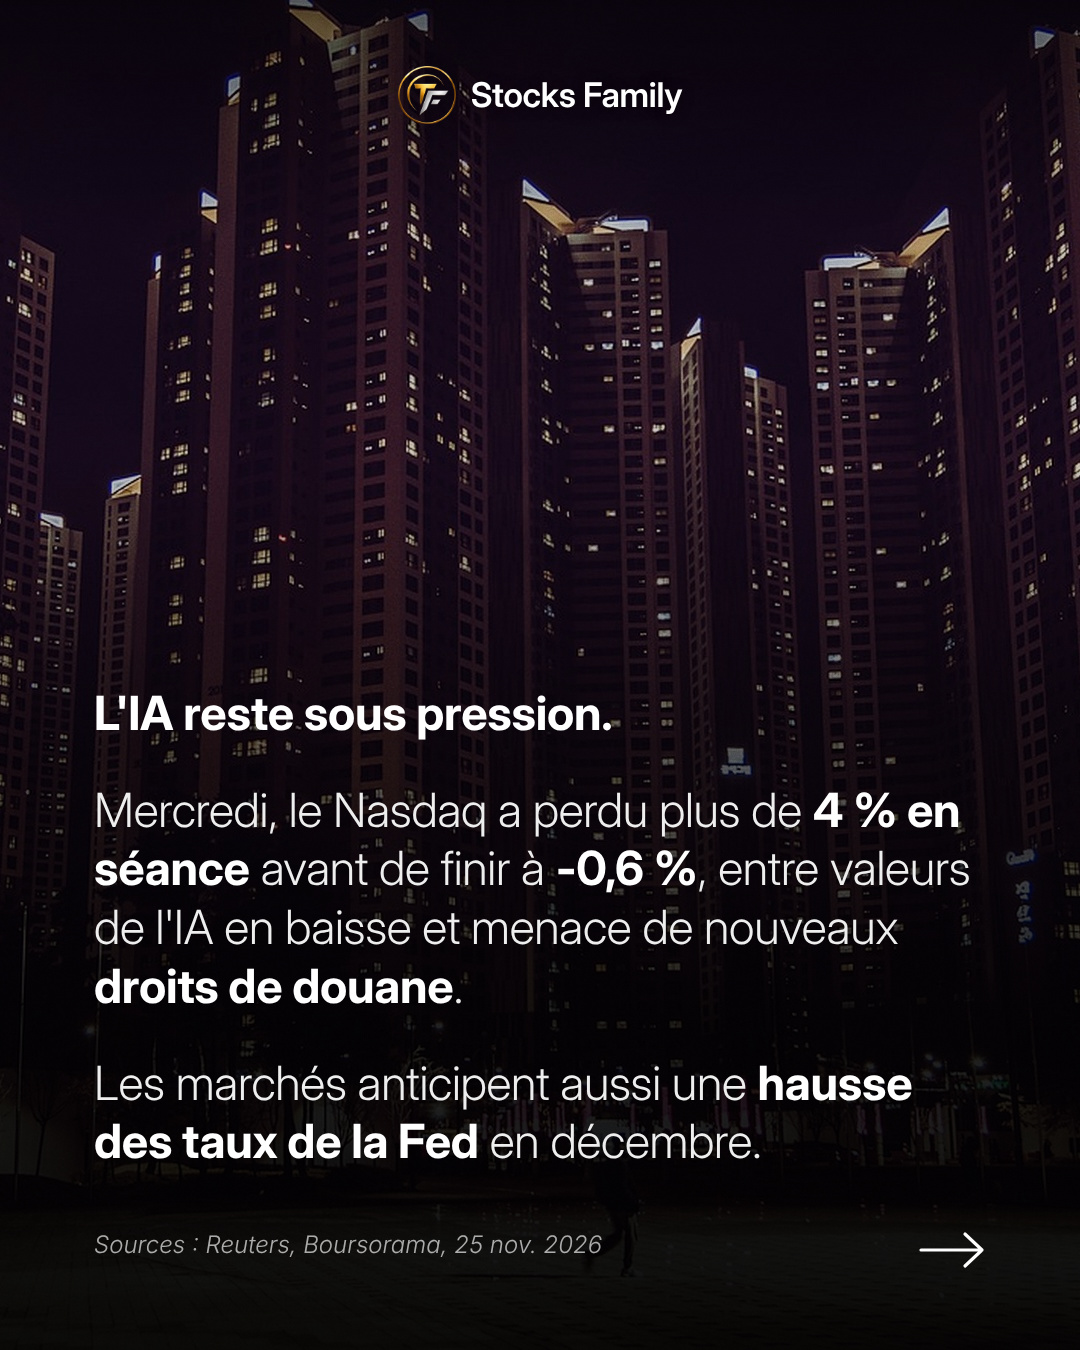 Stocks Family
L'IA reste sous pression.
Mercredi, le Nasdaq a perdu plus de 4 % en
séance avant de finir à -0,6 %, entre valeurs
de l'IA en baisse et menace de nouveaux
droits de douane.
Les marchés anticipent aussi une hausse
des taux de la Fed en décembre.
Sources : Reuters, Boursorama, 25 nov. 2026